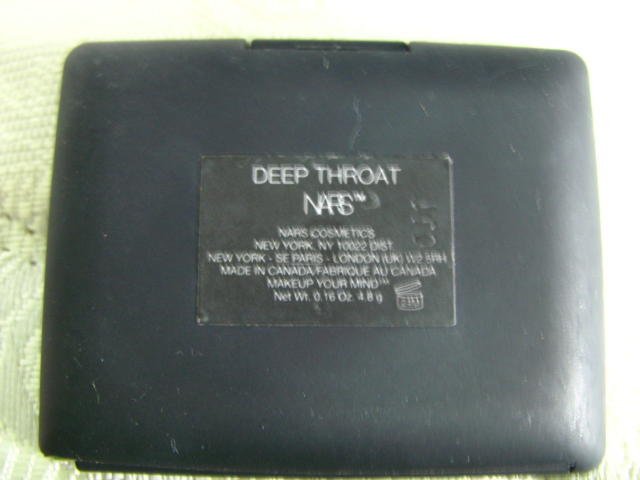 DEEP THROAT
NARS™
NARS COSMETICS
NEW YORK, NY 10022 DIST.
NEW YORK - SE PARIS - LONDON (UK) W2
MADE IN CANADA/FABRIQUE AU CANADA
MAKEUP YOUR MIND™
Net Wt. 0.16 Oz. 4.8 g